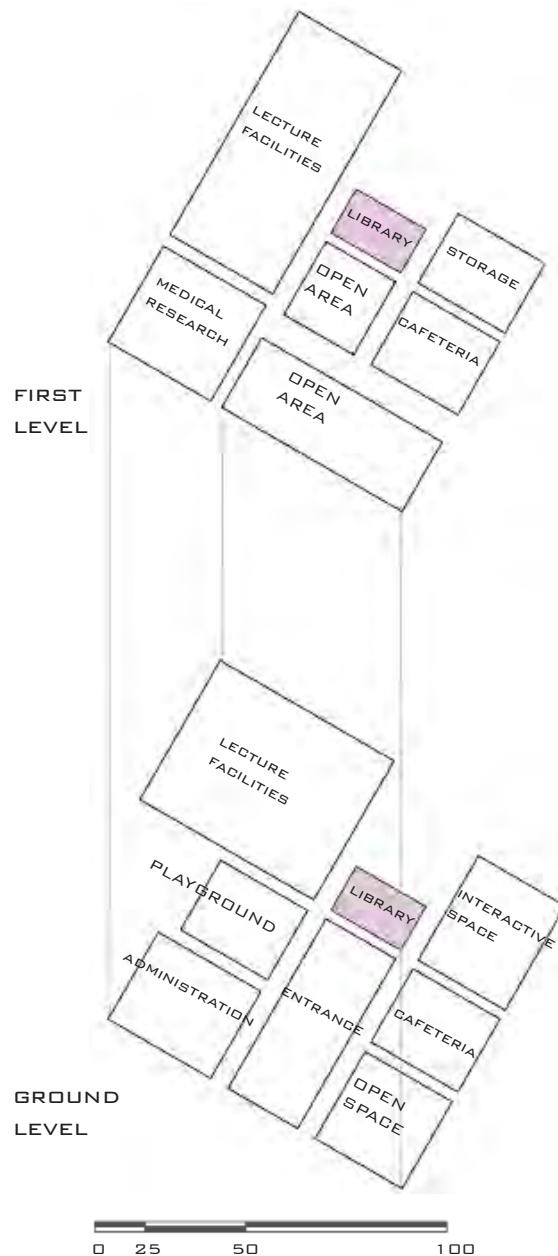 LECTURE
FACILITIES
LIBRARY
STORAGE
OPEN
AREA
MEDICAL
RESEARCH
CAFETERIA
OPEN
AREA
FIRST
LEVEL
LECTURE
FACILITIES
PLAYGROUND
LIBRARY
INTERACTIVE
SPACE
ADMINISTRATION
ENTRANCE
CAFETERIA
OPEN
SPACE
GROUND
LEVEL
0 25 50 100